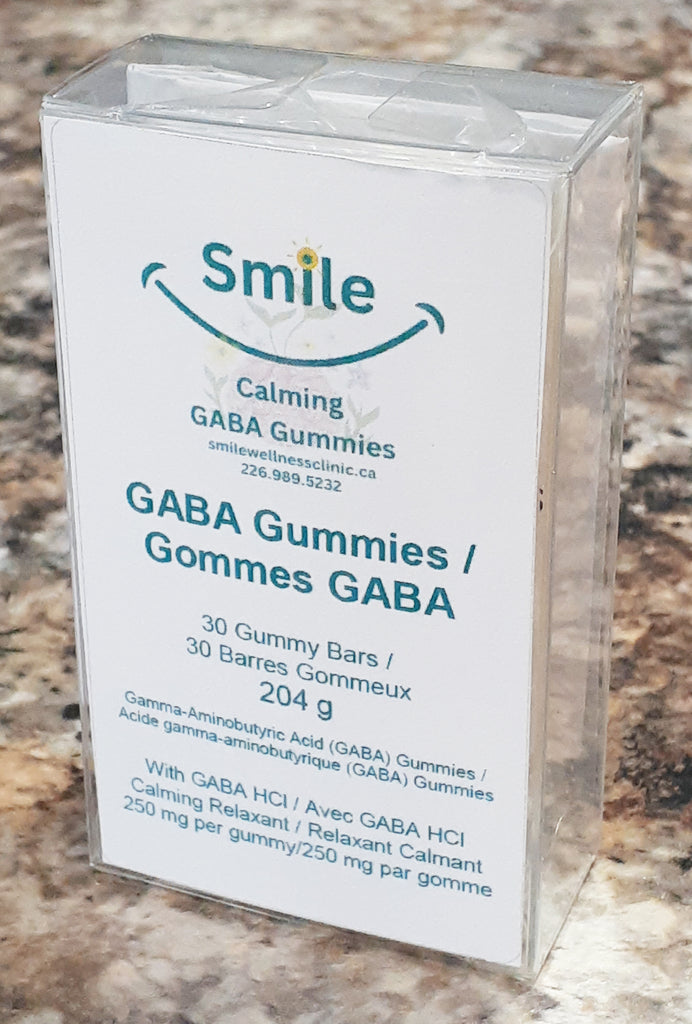 Smile
Calming
GABA Gummies
smilewellnessclinic.ca
226.989.5232
GABA Gummies /
Gommes GABA
30 Gummy Bars /
30 Barres Gommeux
204 g
Gamma-Aminobutyric Acid (GABA) Gummies /
Acide gamma-aminobutyrique (GABA) Gummies
With GABA HCl / Avec GABA HCl
Calming Relaxant / Relaxant Calmant
250 mg per gummy/250 mg par gomme